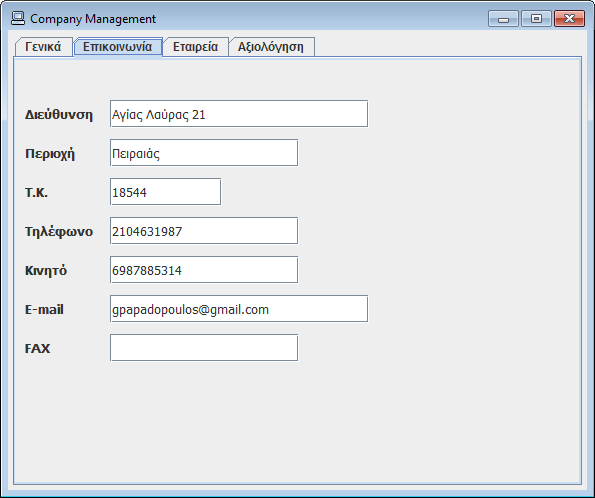 Company Management
Γενικά Επικοινωνία Εταιρεία Αξιολόγηση
Διεύθυνση Αγίας Λαύρας 21
Περιοχή Πειραιάς
Τ.Κ. 18544
Τηλέφωνο 2104631987
Κινητό 6987885314
E-mail gpapadopoulos@gmail.com
FAX